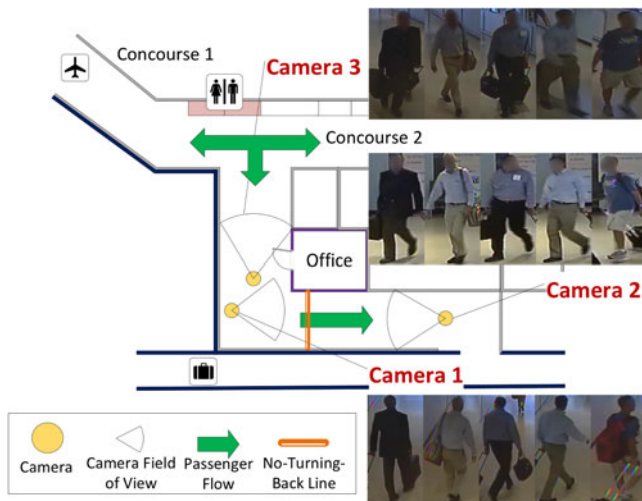 Concourse 1
Camera 3
Concourse 2
Office
Camera 2
Camera 1
Camera
Camera Field
of View
Passenger
Flow
No-Turning-
Back Line